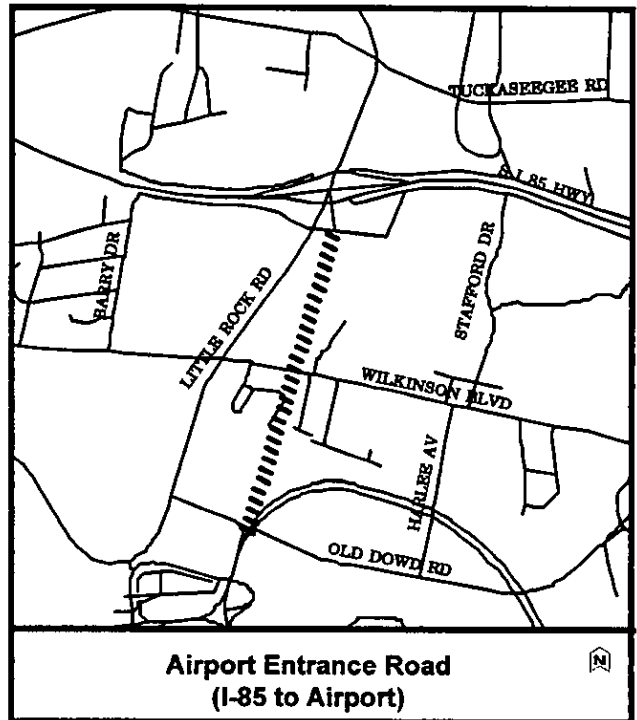 TUCKASEEGEE RD
S I 85 HWY
BARRY DR
LITTLE ROCK RD
STAFFORD DR
WILKINSON BLVD
HARLEE AV
OLD DOWD RD
Airport Entrance Road
(I-85 to Airport)
N